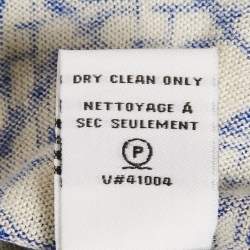 DRY CLEAN ONLY
NETTOYAGE Á
SEC SEULEMENT
P
V#41004